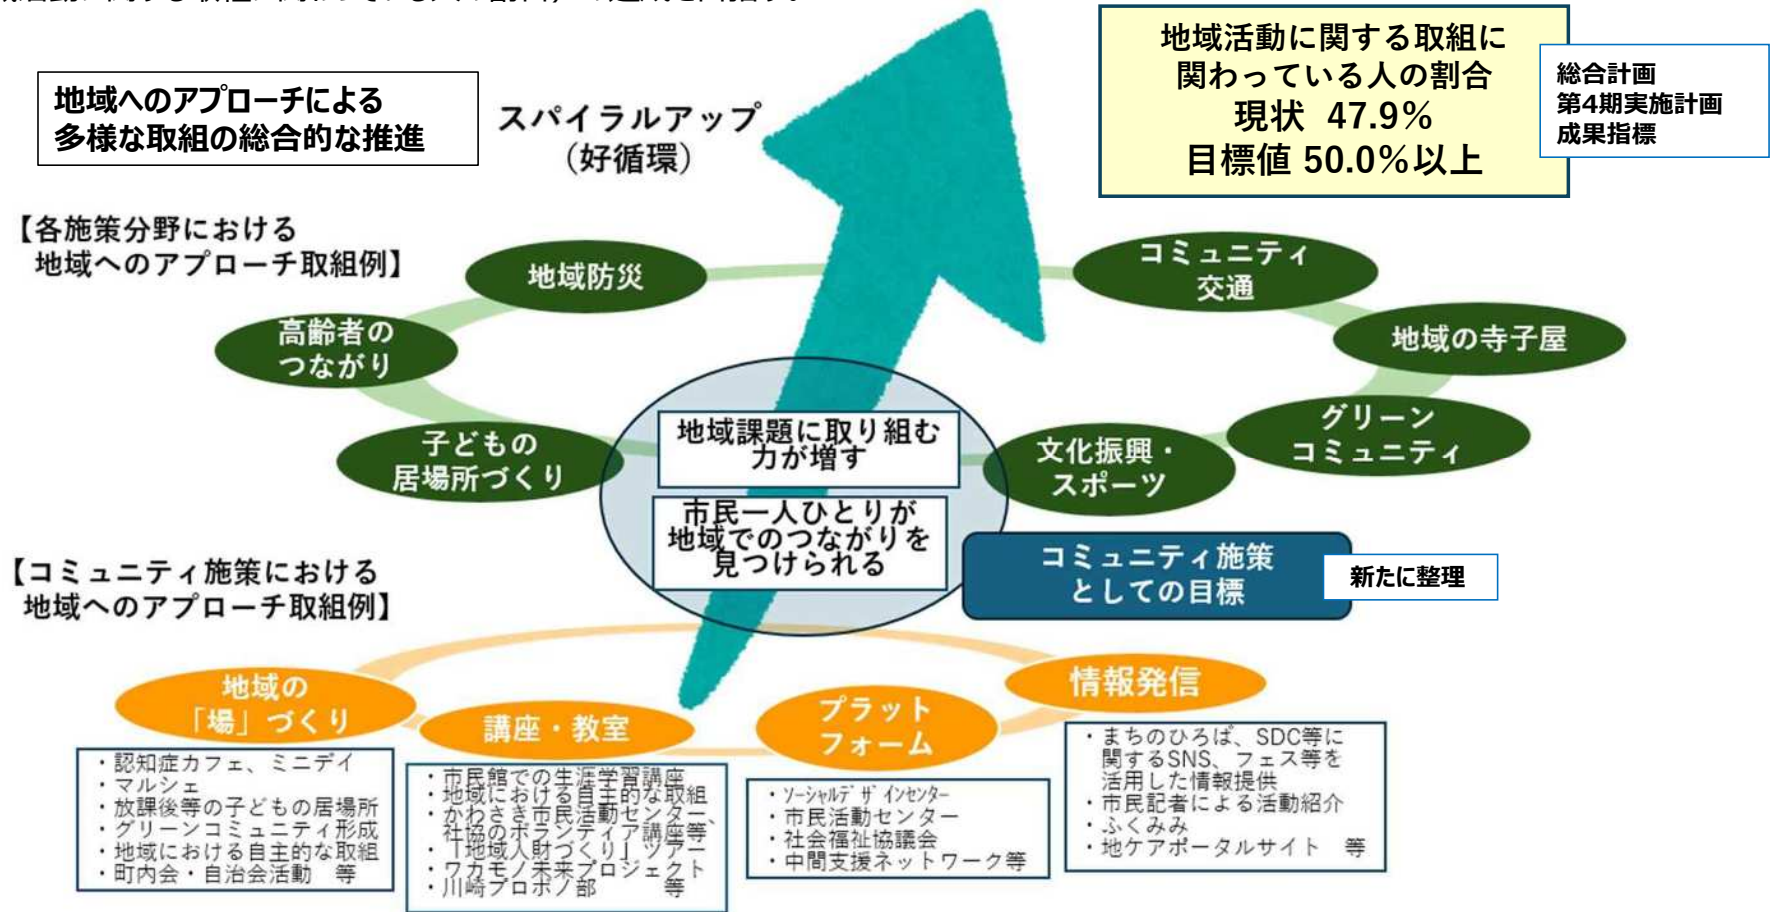 地域へのアプローチによる
多様な取組の総合的な推進
スパイラルアップ
（好循環）
地域活動に関する取組に
関わっている人の割合
現状 47.9％
目標値 50.0％以上
総合計画
第4期実施計画
成果指標
【各施策分野における
地域へのアプローチ取組例】
地域防災
コミュニティ
交通
高齢者の
つながり
地域の寺子屋
子どもの
居場所づくり
グリーン
コミュニティ
文化振興・
スポーツ
地域課題に取り組む
力が増す
市民一人ひとりが
地域でのつながりを
見つけられる
コミュニティ施策
としての目標
新たに整理
【コミュニティ施策における
地域へのアプローチ取組例】
地域の
「場」づくり
・認知症カフェ、ミニデイ
・マルシェ
・放課後等の子どもの居場所
・グリーンコミュニティ形成
・地域における自主的な取組
・町内会・自治会活動　等
講座・教室
・市民館での生涯学習講座
・地域における自主的な取組
・かわさき市民活動センター、
社協のボランティア講座等
・「地域人財づくり」ツアー
・ワカモノ未来プロジェクト
・川崎プロボノ部　　　等
プラット
フォーム
・ソーシャルデザインセンター
・市民活動センター
・社会福祉協議会
・中間支援ネットワーク等
情報発信
・まちのひろば、SDC等に
関するSNS、フェス等を
活用した情報提供
・市民記者による活動紹介
・ふくみみ
・地ケアポータルサイト　等